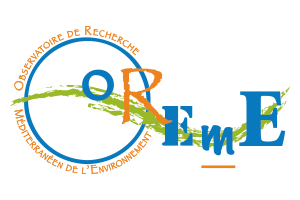 Observatoire de Recherche
Méditerranéen de l'Environnement
OREmE